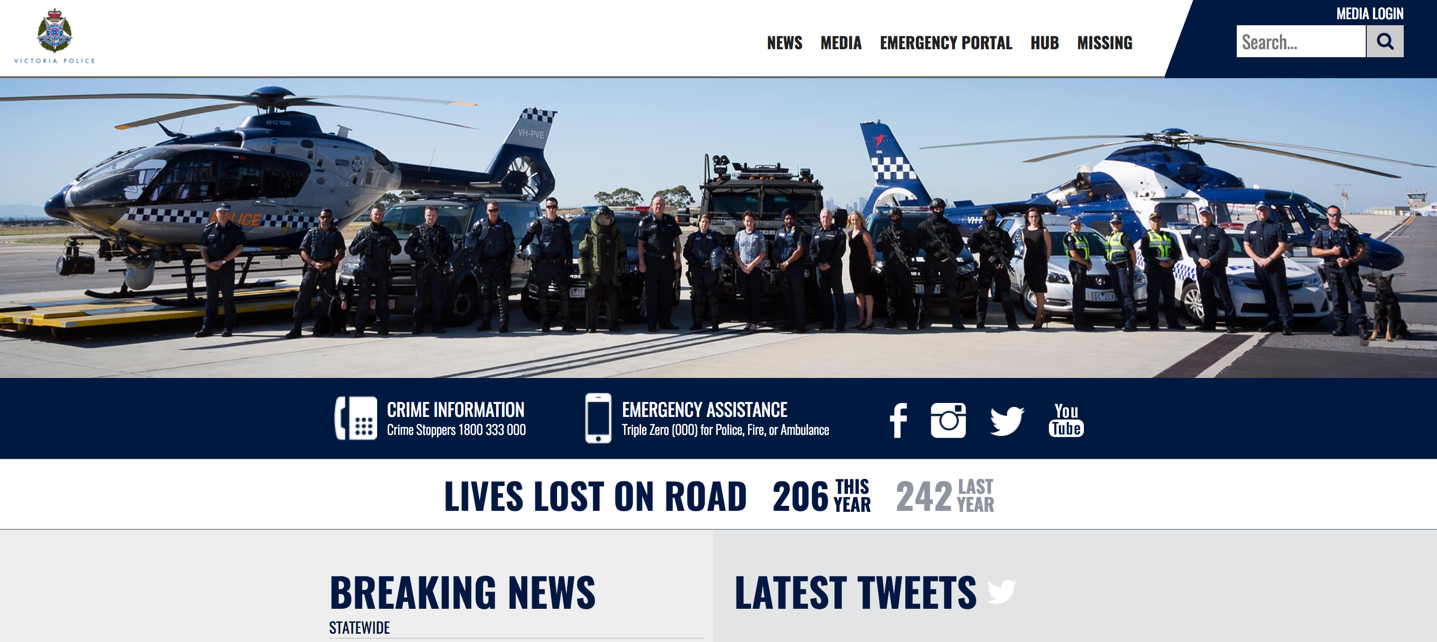 VICTORIA POLICE
NEWS MEDIA EMERGENCY PORTAL HUB MISSING
MEDIA LOGIN
Search...
EC 135
VH-PVE
POLICE
CRIME INFORMATION
Crime Stoppers 1800 333 000
EMERGENCY ASSISTANCE
Triple Zero (000) for Police, Fire, or Ambulance
You
Tube
LIVES LOST ON ROAD 206 THIS YEAR 242 LAST YEAR
BREAKING NEWS
STATEWIDE
LATEST TWEETS